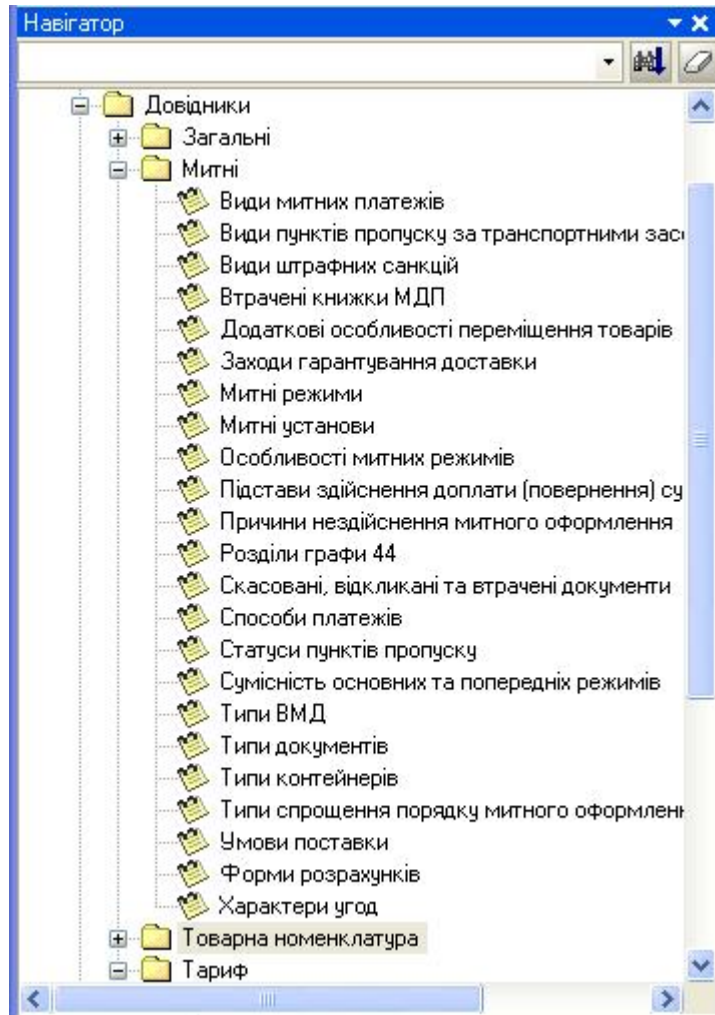 Навігатор
Довідники
Загальні
Митні
Види митних платежів
Види пунктів пропуску за транспортними зас
Види штрафних санкцій
Втрачені книжки МДП
Додаткові особливості переміщення товарів
Заходи гарантування доставки
Митні режими
Митні установи
Особливості митних режимів
Підстави здійснення доплати (повернення) су
Причини нездійснення митного оформлення
Розділи графи 44
Скасовані, відкликані та втрачені документи
Способи платежів
Статуси пунктів пропуску
Сумісність основних та попередніх режимів
Типи ВМД
Типи документів
Типи контейнерів
Типи спрощення порядку митного оформлен
Умови поставки
Форми розрахунків
Характери угод
Товарна номенклатура
Тариф